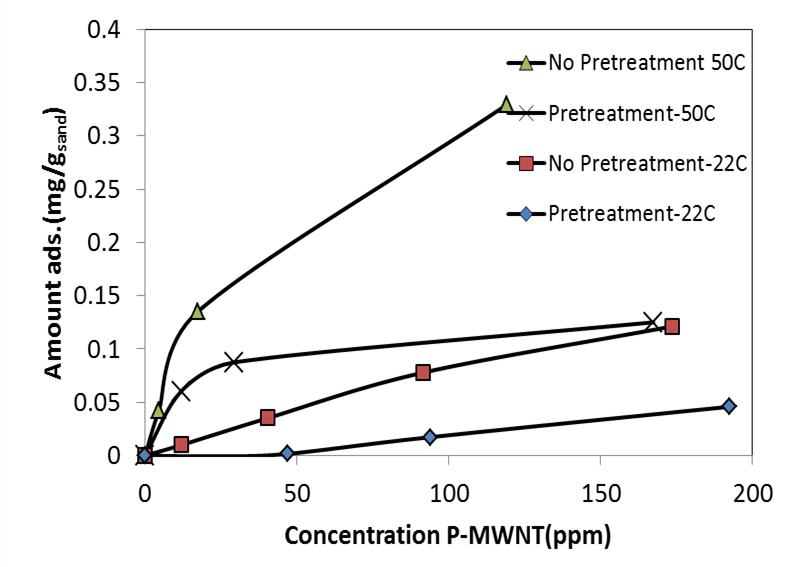 0.4
0.35
0.3
0.25
0.2
0.15
0.1
0.05
0
Amount ads.(mg/gsand)
No Pretreatment 50C
Pretreatment-50C
No Pretreatment-22C
Pretreatment-22C
0 50 100 150 200
Concentration P-MWNT(ppm)